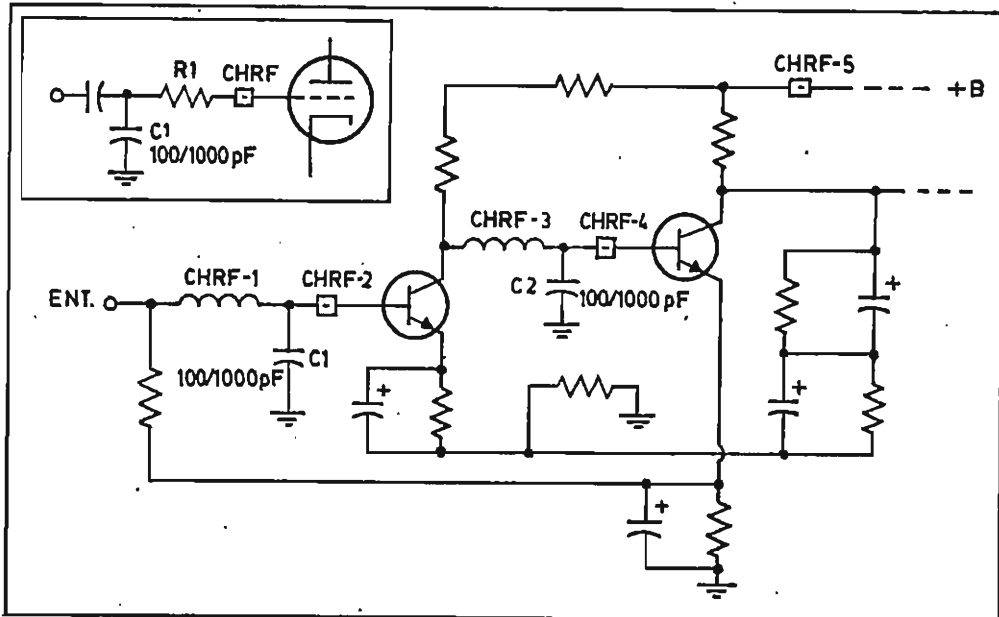 R1
CHRF
C1
100/1000pF
CHRF-5
+B
CHRF-3
CHRF-4
C2
100/1000pF
CHRF-1
CHRF-2
ENT.
C1
100/1000pF
+
+
+
+